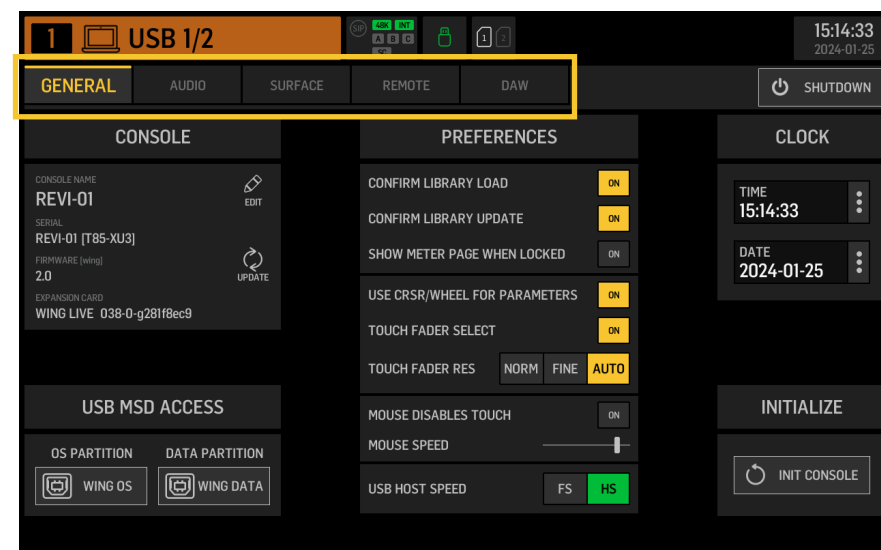 1 USB 1/2
SIP 48K INT
A B C
SC
1 2
15:14:33
2024-01-25
GENERAL AUDIO SURFACE REMOTE DAW
SHUTDOWN
CONSOLE
CONSOLE NAME
REVI-01
EDIT
SERIAL
REVI-01 [T85-XU3]
FIRMWARE [wing]
2.0
UPDATE
EXPANSION CARD
WING LIVE 038-0-g281f8ec9
USB MSD ACCESS
OS PARTITION DATA PARTITION
WING OS WING DATA
PREFERENCES
CONFIRM LIBRARY LOAD ON
CONFIRM LIBRARY UPDATE ON
SHOW METER PAGE WHEN LOCKED ON
USE CRSR/WHEEL FOR PARAMETERS ON
TOUCH FADER SELECT ON
TOUCH FADER RES NORM FINE AUTO
MOUSE DISABLES TOUCH ON
MOUSE SPEED
USB HOST SPEED FS HS
CLOCK
TIME
15:14:33
DATE
2024-01-25
INITIALIZE
INIT CONSOLE